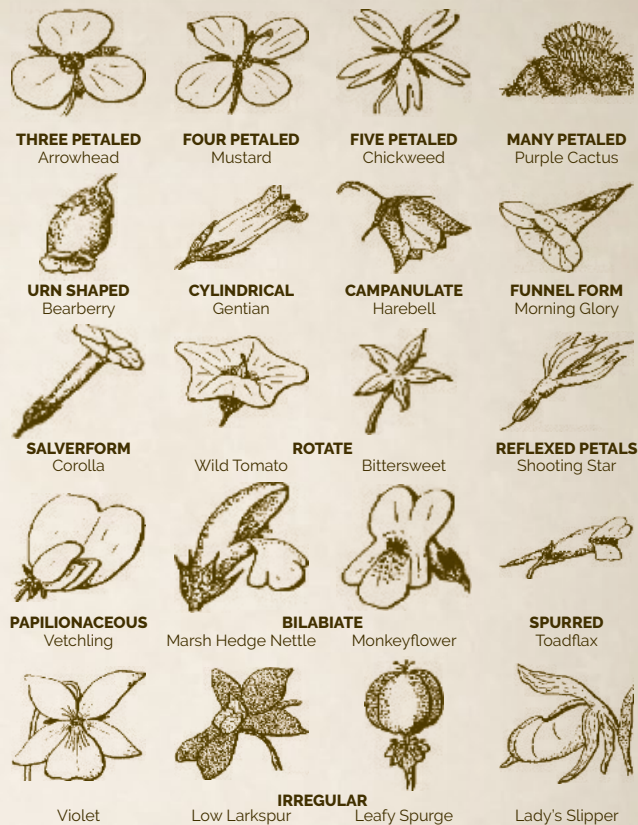 THREE PETALED
Arrowhead
FOUR PETALED
Mustard
FIVE PETALED
Chickweed
MANY PETALED
Purple Cactus
URN SHAPED
Bearberry
CYLINDRICAL
Gentian
CAMPANULATE
Harebell
FUNNEL FORM
Morning Glory
SALVERFORM
Corolla
ROTATE
Wild Tomato
Bittersweet
REFLEXED PETALS
Shooting Star
PAPILIONACEOUS
Vetchling
BILABIATE
Marsh Hedge Nettle
Monkeyflower
SPURRED
Toadflax
IRREGULAR
Violet
Low Larkspur
Leafy Spurge
Lady's Slipper